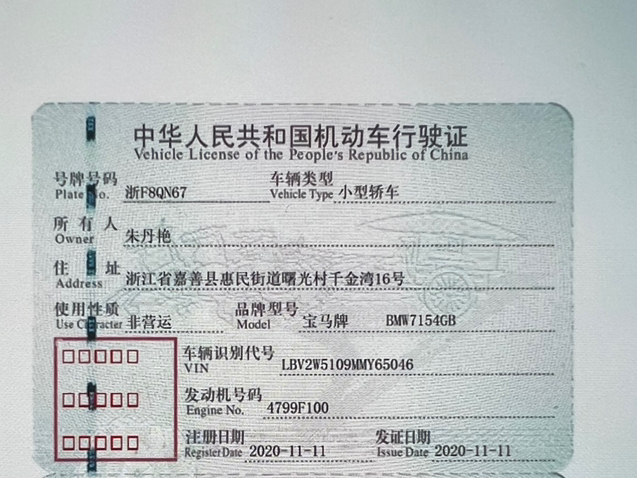 中华人民共和国机动车行驶证
Vehicle License of the People's Republic of China
号牌号码 浙F8QN67 车辆类型 小型轿车
Plate No. Vehicle Type
所有人 朱丹艳
Owner
住址 浙江省嘉善县惠民街道曙光村千金湾16号
Address
使用性质 非营运 品牌型号 宝马牌 BMW7154GB
Use Character Model
车辆识别代号 LBV2W5109MMY65046
VIN
发动机号码 4799F100
Engine No.
注册日期 2020-11-11 发证日期 2020-11-11
Register Date Issue Date